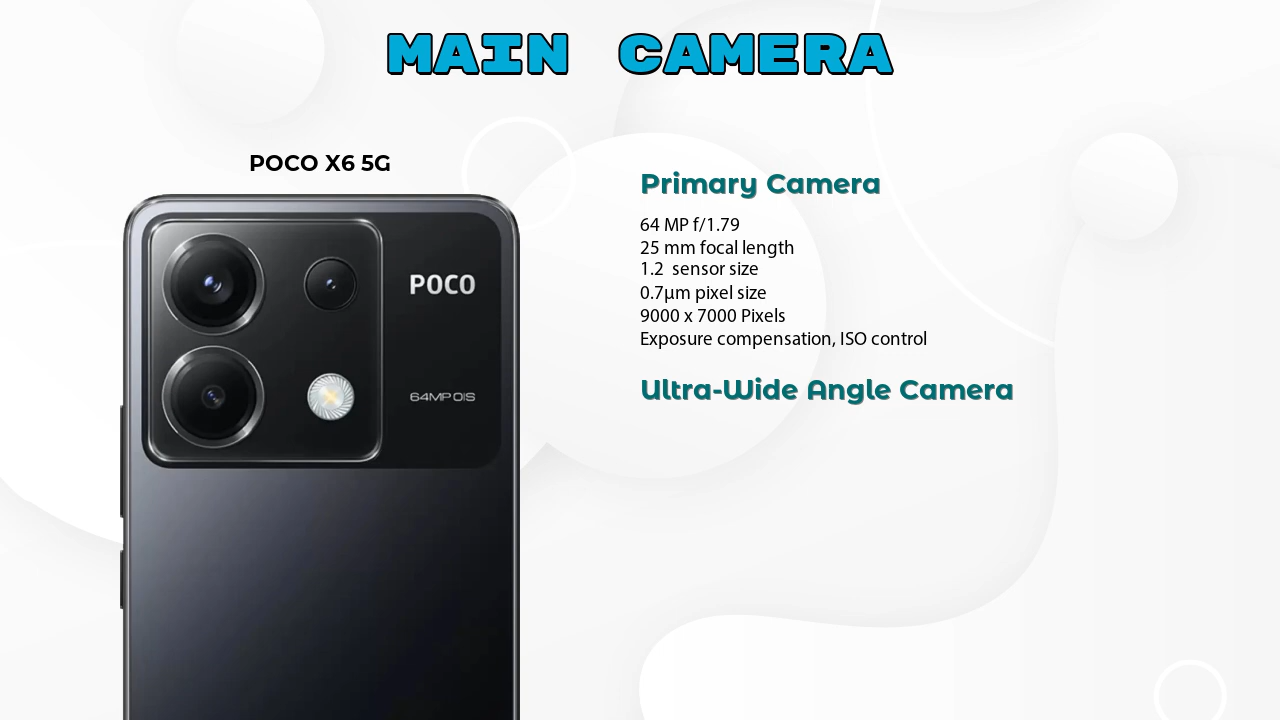 MAIN CAMERA
POCO X6 5G
POCO
64MP OIS
Primary Camera
64 MP f/1.79
25 mm focal length
1.2  sensor size
0.7µm pixel size
9000 x 7000 Pixels
Exposure compensation, ISO control
Ultra-Wide Angle Camera